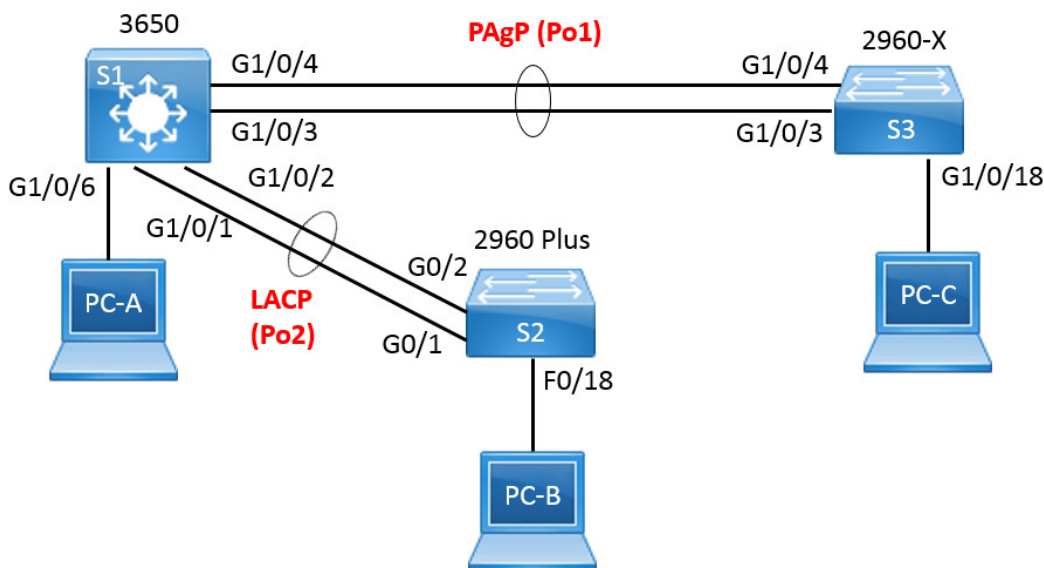 3650
PAgP (Po1)
2960-X
S1
G1/0/4
G1/0/4
G1/0/3
G1/0/3
S3
G1/0/6
G1/0/2
G1/0/18
G1/0/1
2960 Plus
G0/2
LACP
(Po2)
PC-A
PC-C
S2
G0/1
F0/18
PC-B